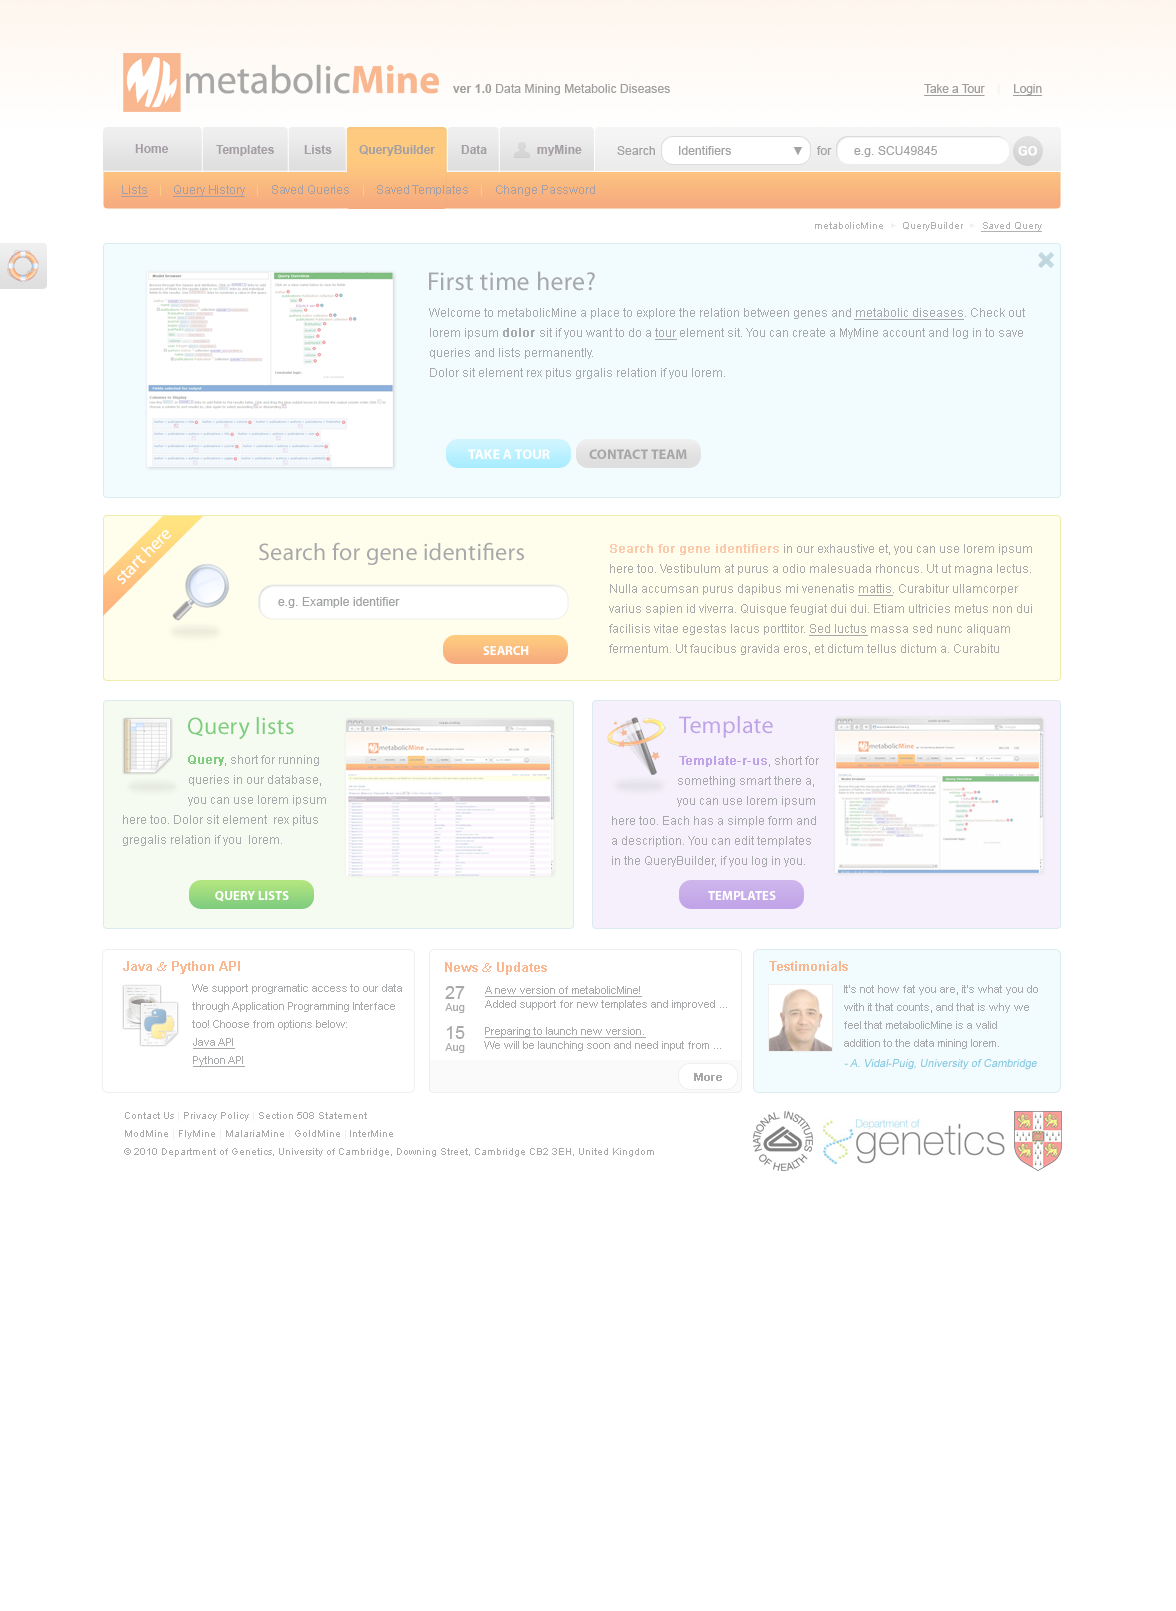 metabolicMine ver 1.0 Data Mining Metabolic Diseases
Take a Tour | Login
Home Templates Lists QueryBuilder Data myMine Search Identifiers ▼ for e.g. SCU49845 GO
Lists | Query History | Saved Queries | Saved Templates | Change Password
metabolicMine QueryBuilder Saved Query
First time here?
Welcome to metabolicMine a place to explore the relation between genes and metabolic diseases. Check out
lorem ipsum dolor sit if you want to do a tour element sit. You can create a MyMine account and log in to save
queries and lists permanently.
Dolor sit element rex pitus grgalis relation if you lorem.
TAKE A TOUR CONTACT TEAM
Model browser
Query Overview
start here
Search for gene identifiers
e.g. Example identifier
SEARCH
Search for gene identifiers in our exhaustive et, you can use lorem ipsum
here too. Vestibulum at purus a odio malesuada rhoncus. Ut ut magna lectus.
Nulla accumsan purus dapibus mi venenatis mattis. Curabitur ullamcorper
varius sapien id viverra. Quisque feugiat dui dui. Etiam ultricies metus non dui
facilisis vitae egestas lacus porttitor. Sed luctus massa sed nunc aliquam
fermentum. Ut faucibus gravida eros, et dictum tellus dictum a. Curabitu
Query lists
Query, short for running
queries in our database,
you can use lorem ipsum
here too. Dolor sit element rex pitus
gregalis relation if you lorem.
QUERY LISTS
metabolicMine
Template
Template-r-us, short for
something smart there a,
you can use lorem ipsum
here too. Each has a simple form and
a description. You can edit templates
in the QueryBuilder, if you log in you.
TEMPLATES
metabolicMine
Java & Python API
We support programatic access to our data
through Application Programming Interface
too! Choose from options below:
Java API
Python API
News & Updates
27 Aug A new version of metabolicMine!
Added support for new templates and improved ...
15 Aug Preparing to launch new version.
We will be launching soon and need input from ...
More
Testimonials
It's not how fat you are, it's what you do
with it that counts, and that is why we
feel that metabolicMine is a valid
addition to the data mining lorem.
- A. Vidal-Puig, University of Cambridge
Contact Us | Privacy Policy | Section 508 Statement
ModMine | FlyMine | MalariaMine | GoldMine | InterMine
© 2010 Department of Genetics, University of Cambridge, Downing Street, Cambridge CB2 3EH, United Kingdom
NATIONAL INSTITUTES OF HEALTH
Department of
genetics